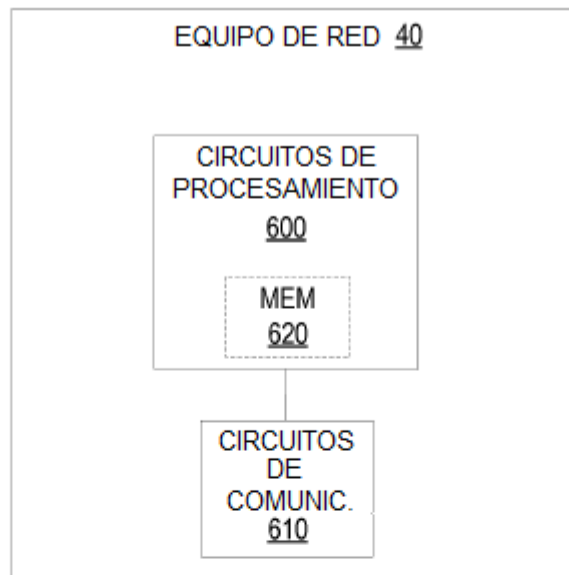 EQUIPO DE RED 40
CIRCUITOS DE
PROCESAMIENTO
600
MEM
620
CIRCUITOS
DE
COMUNIC.
610